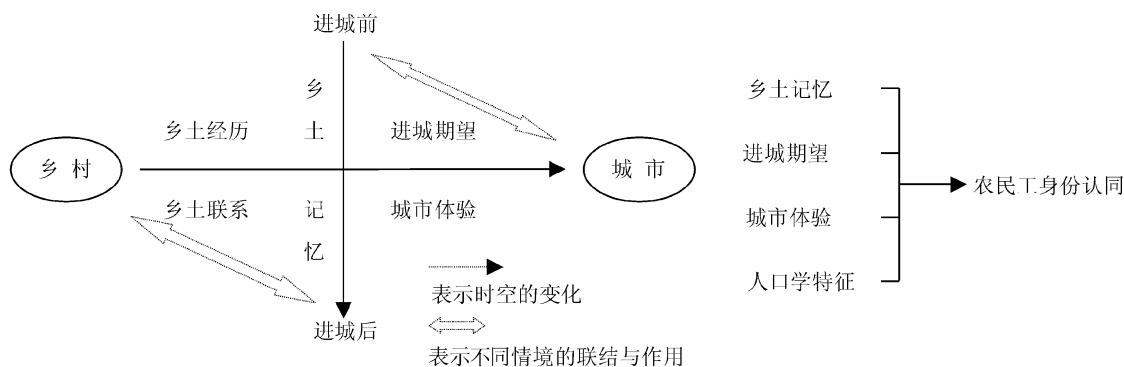 进城前
乡土记忆
乡土经历
进城期望
乡村
城市
乡土联系
城市体验
表示时空的变化
进城后
表示不同情境的联结与作用
乡土记忆
进城期望
城市体验
人口学特征
农民工身份认同